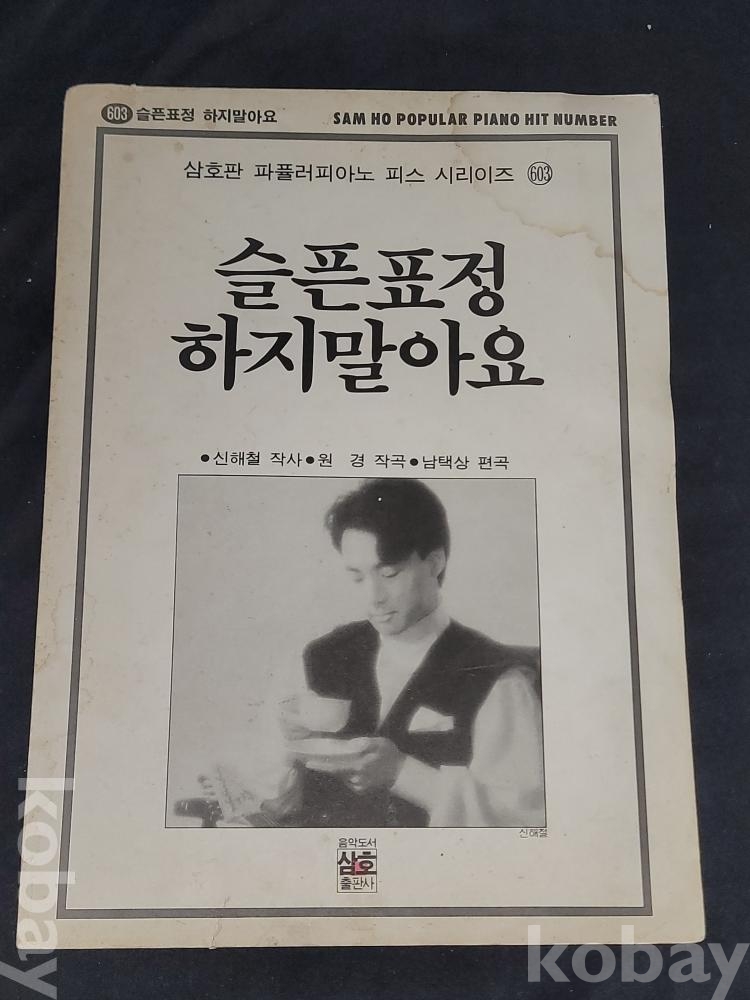 603 슬픈표정 하지말아요 SAM HO POPULAR PIANO HIT NUMBER
삼호판 파퓰러피아노 피스 시리이즈 603
슬픈표정
하지말아요
●신해철 작사●원 경 작곡●남택상 편곡
신해철
음악도서
삼호
출판사
kobay
kobay